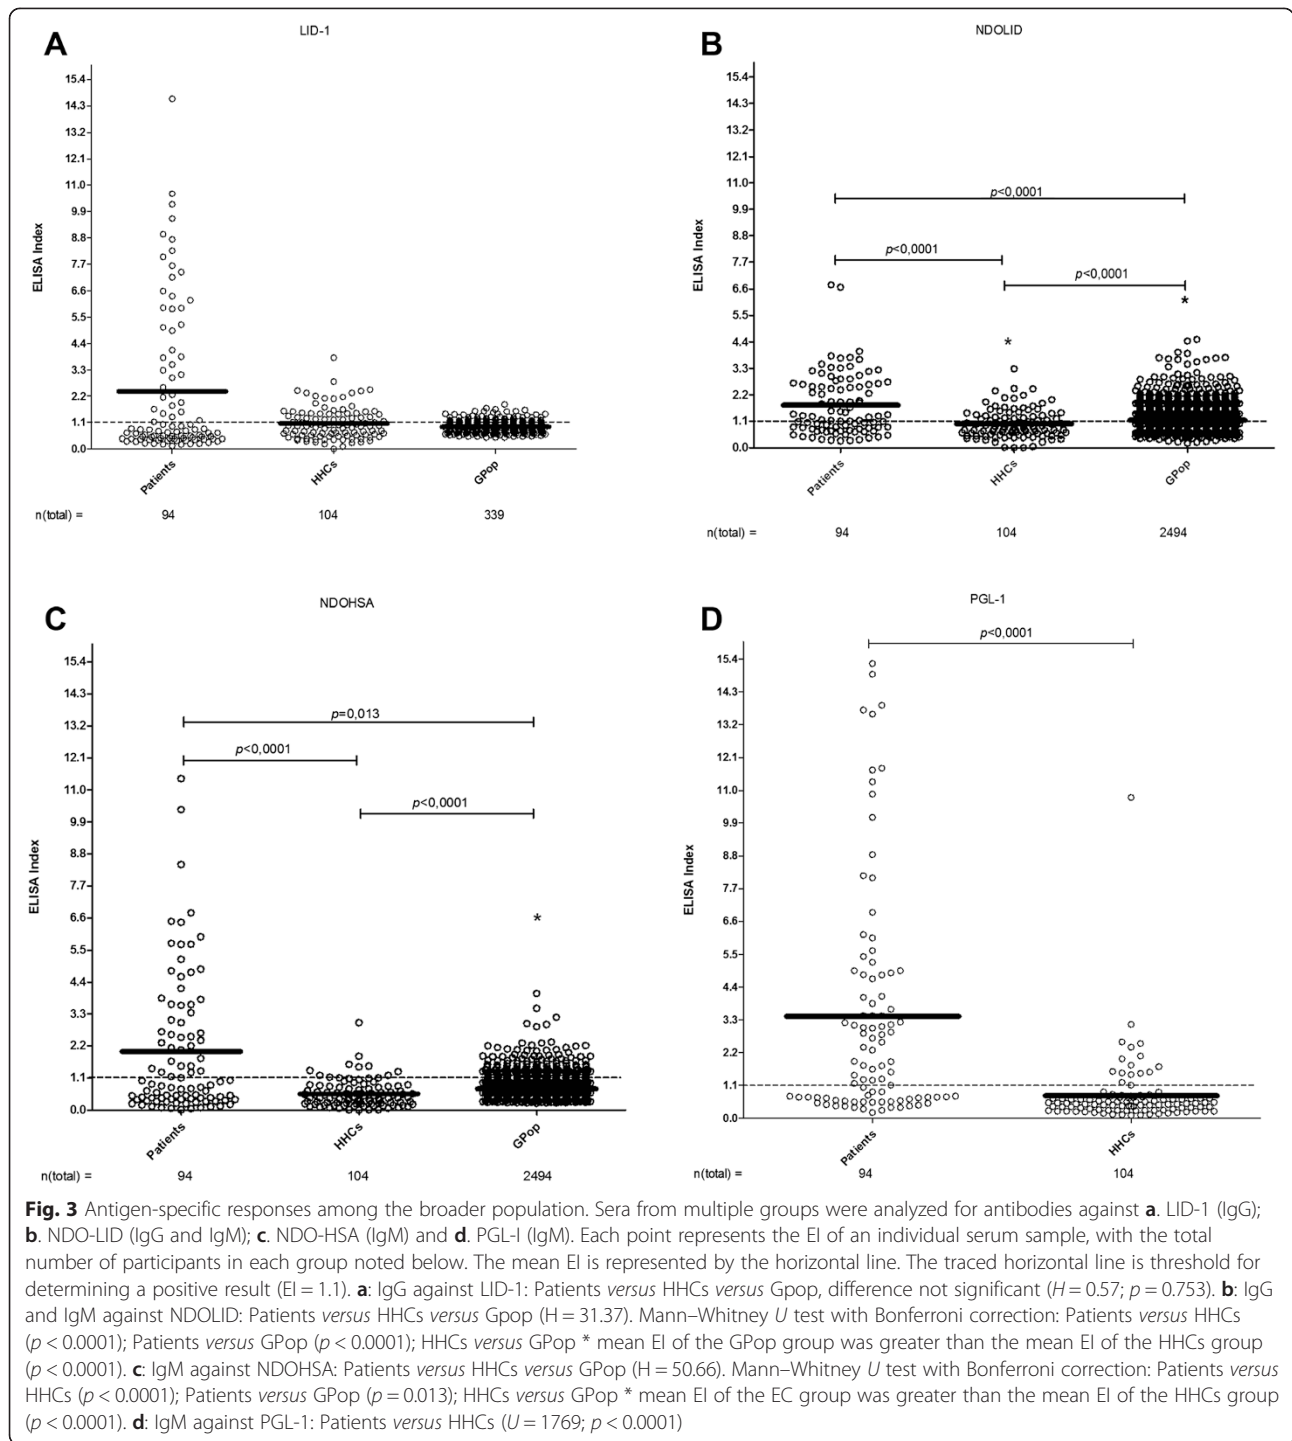 A
LID-1
ELISA Index
15.4
14.3
13.2
12.1
11.0
9.9
8.8
7.7
6.6
5.5
4.4
3.3
2.2
1.1
0.0
Patients
HHCs
GPop
n(total) = 94 104 339
B
NDOLID
ELISA Index
15.4
14.3
13.2
12.1
11.0
9.9
8.8
7.7
6.6
5.5
4.4
3.3
2.2
1.1
0.0
p<0,0001
p<0,0001
p<0,0001
*
*
Patients
HHCs
GPop
n(total) = 94 104 2494
C
NDOHSA
ELISA Index
15.4
14.3
13.2
12.1
11.0
9.9
8.8
7.7
6.6
5.5
4.4
3.3
2.2
1.1
0.0
p=0,013
p<0,0001
p<0,0001
*
Patients
HHCs
GPop
n(total) = 94 104 2494
D
PGL-1
ELISA Index
15.4
14.3
13.2
12.1
11.0
9.9
8.8
7.7
6.6
5.5
4.4
3.3
2.2
1.1
0.0
p<0,0001
Patients
HHCs
n(total) = 94 104
Fig. 3 Antigen-specific responses among the broader population. Sera from multiple groups were analyzed for antibodies against a. LID-1 (IgG);
b. NDO-LID (IgG and IgM); c. NDO-HSA (IgM) and d. PGL-I (IgM). Each point represents the EI of an individual serum sample, with the total
number of participants in each group noted below. The mean EI is represented by the horizontal line. The traced horizontal line is threshold for
determining a positive result (EI = 1.1). a: IgG against LID-1: Patients versus HHCs versus Gpop, difference not significant (H = 0.57; p = 0.753). b: IgG
and IgM against NDOLID: Patients versus HHCs versus Gpop (H = 31.37). Mann–Whitney U test with Bonferroni correction: Patients versus HHCs
(p < 0.0001); Patients versus GPop (p < 0.0001); HHCs versus GPop * mean EI of the GPop group was greater than the mean EI of the HHCs group
(p < 0.0001). c: IgM against NDOHSA: Patients versus HHCs versus GPop (H = 50.66). Mann–Whitney U test with Bonferroni correction: Patients versus
HHCs (p < 0.0001); Patients versus GPop (p = 0.013); HHCs versus GPop * mean EI of the EC group was greater than the mean EI of the HHCs group
(p < 0.0001). d: IgM against PGL-1: Patients versus HHCs (U = 1769; p < 0.0001)